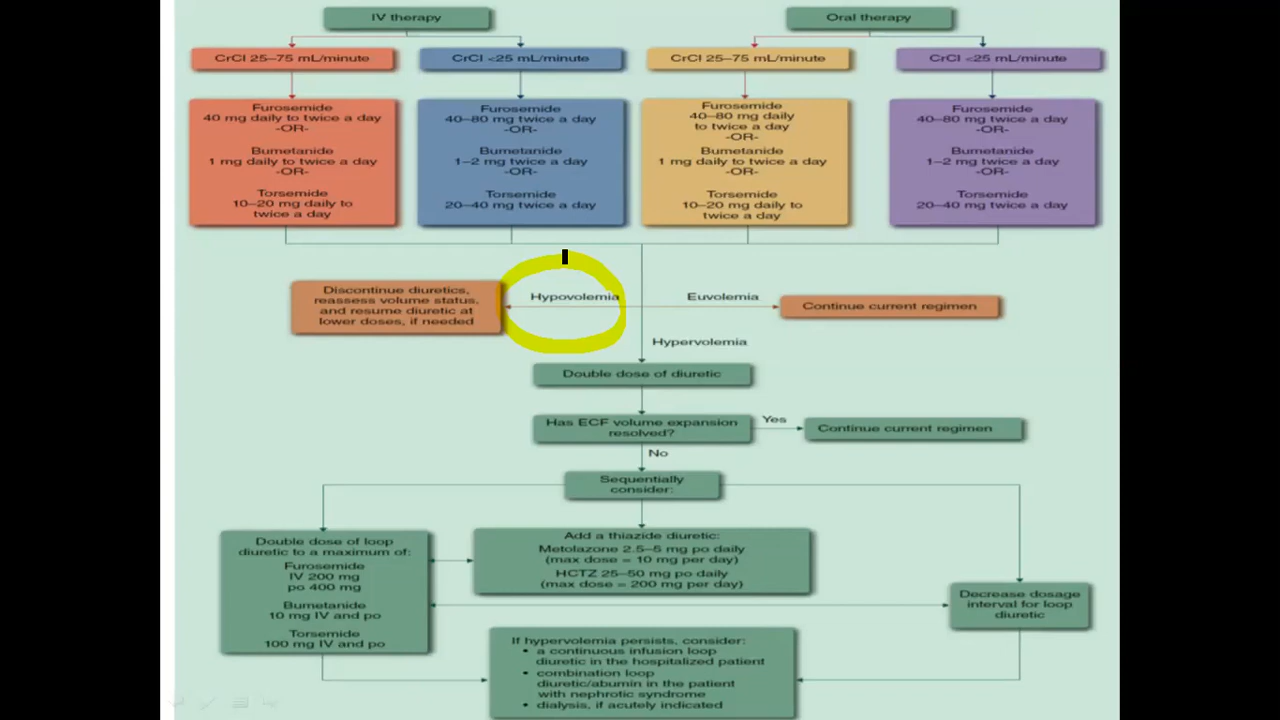 IV therapy
Oral therapy
CrCl 25–75 mL/minute
CrCl <25 mL/minute
CrCl 25–75 mL/minute
CrCl <25 mL/minute
Furosemide
40 mg daily to twice a day
-OR-
Bumetanide
1 mg daily to twice a day
-OR-
Torsemide
10–20 mg daily to
twice a day
Furosemide
40–80 mg twice a day
-OR-
Bumetanide
1–2 mg twice a day
-OR-
Torsemide
20–40 mg twice a day
Furosemide
40–80 mg daily
to twice a day
-OR-
Bumetanide
1 mg daily to twice a day
-OR-
Torsemide
10–20 mg daily to
twice a day
Furosemide
40–80 mg twice a day
-OR-
Bumetanide
1–2 mg twice a day
-OR-
Torsemide
20–40 mg twice a day
Discontinue diuretics,
reassess volume status,
and resume diuretic at
lower doses, if needed
Hypovolemia
Euvolemia
Continue current regimen
Hypervolemia
Double dose of diuretic
Has ECF volume expansion
resolved?
Yes
Continue current regimen
No
Sequentially
consider:
Double dose of loop
diuretic to a maximum of:
Furosemide
IV 200 mg
po 400 mg
Bumetanide
10 mg IV and po
Torsemide
100 mg IV and po
Add a thiazide diuretic:
Metolazone 2.5–5 mg po daily
(max dose = 10 mg per day)
HCTZ 25–50 mg po daily
(max dose = 200 mg per day)
Decrease dosage
interval for loop
diuretic
If hypervolemia persists, consider:
• a continuous infusion loop
diuretic in the hospitalized patient
• combination loop
diuretic/abumin in the patient
with nephrotic syndrome
• dialysis, if acutely indicated